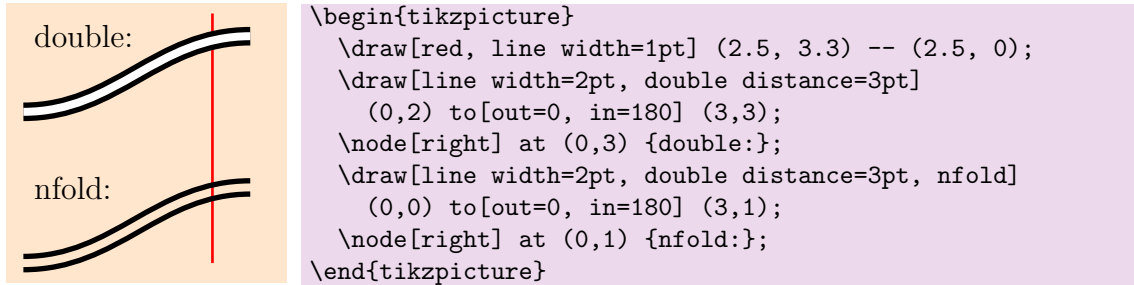 double:
nfold:
\begin{tikzpicture}
  \draw[red, line width=1pt] (2.5, 3.3) -- (2.5, 0);
  \draw[line width=2pt, double distance=3pt]
    (0,2) to[out=0, in=180] (3,3);
  \node[right] at (0,3) {double:};
  \draw[line width=2pt, double distance=3pt, nfold]
    (0,0) to[out=0, in=180] (3,1);
  \node[right] at (0,1) {nfold:};
\end{tikzpicture}